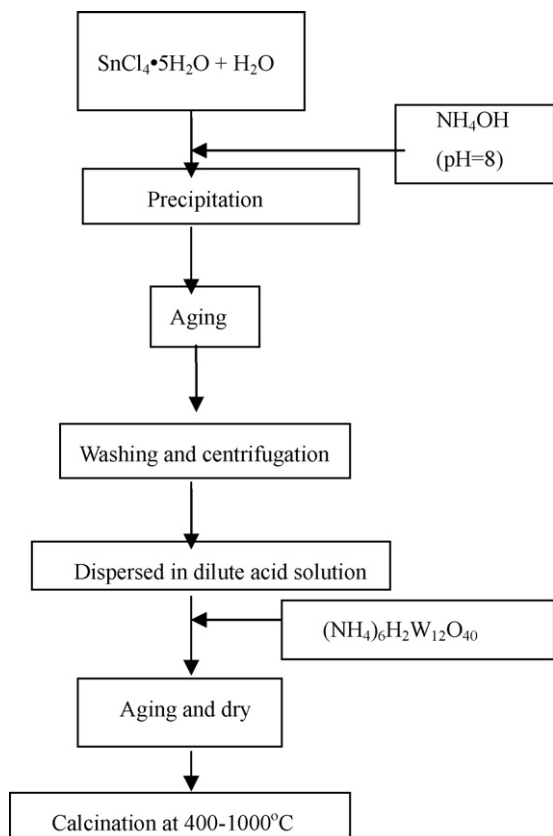 SnCl₄•5H₂O + H₂O
NH₄OH
(pH=8)
Precipitation
Aging
Washing and centrifugation
Dispersed in dilute acid solution
(NH₄)₆H₂W₁₂O₄₀
Aging and dry
Calcination at 400-1000°C